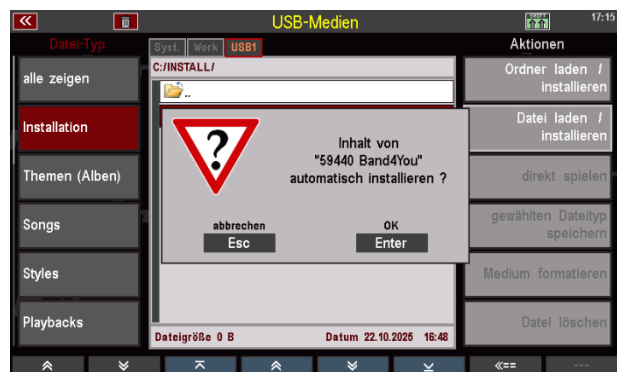 USB-Medien
SHIFT
17:15
Datei-Typ
Syst. Work USB1
Aktionen
C:/INSTALL/
alle zeigen
..
Ordner laden /
installieren
Installation
Datei laden /
installieren
?
Inhalt von
"59440 Band4You"
automatisch installieren ?
Themen (Alben)
direkt spielen
Songs
abbrechen
OK
Esc
Enter
gewählten Dateityp
speichern
Styles
Medium formatieren
Playbacks
Datei löschen
Dateigröße 0 B
Datum 22.10.2025 16:48
«==
---